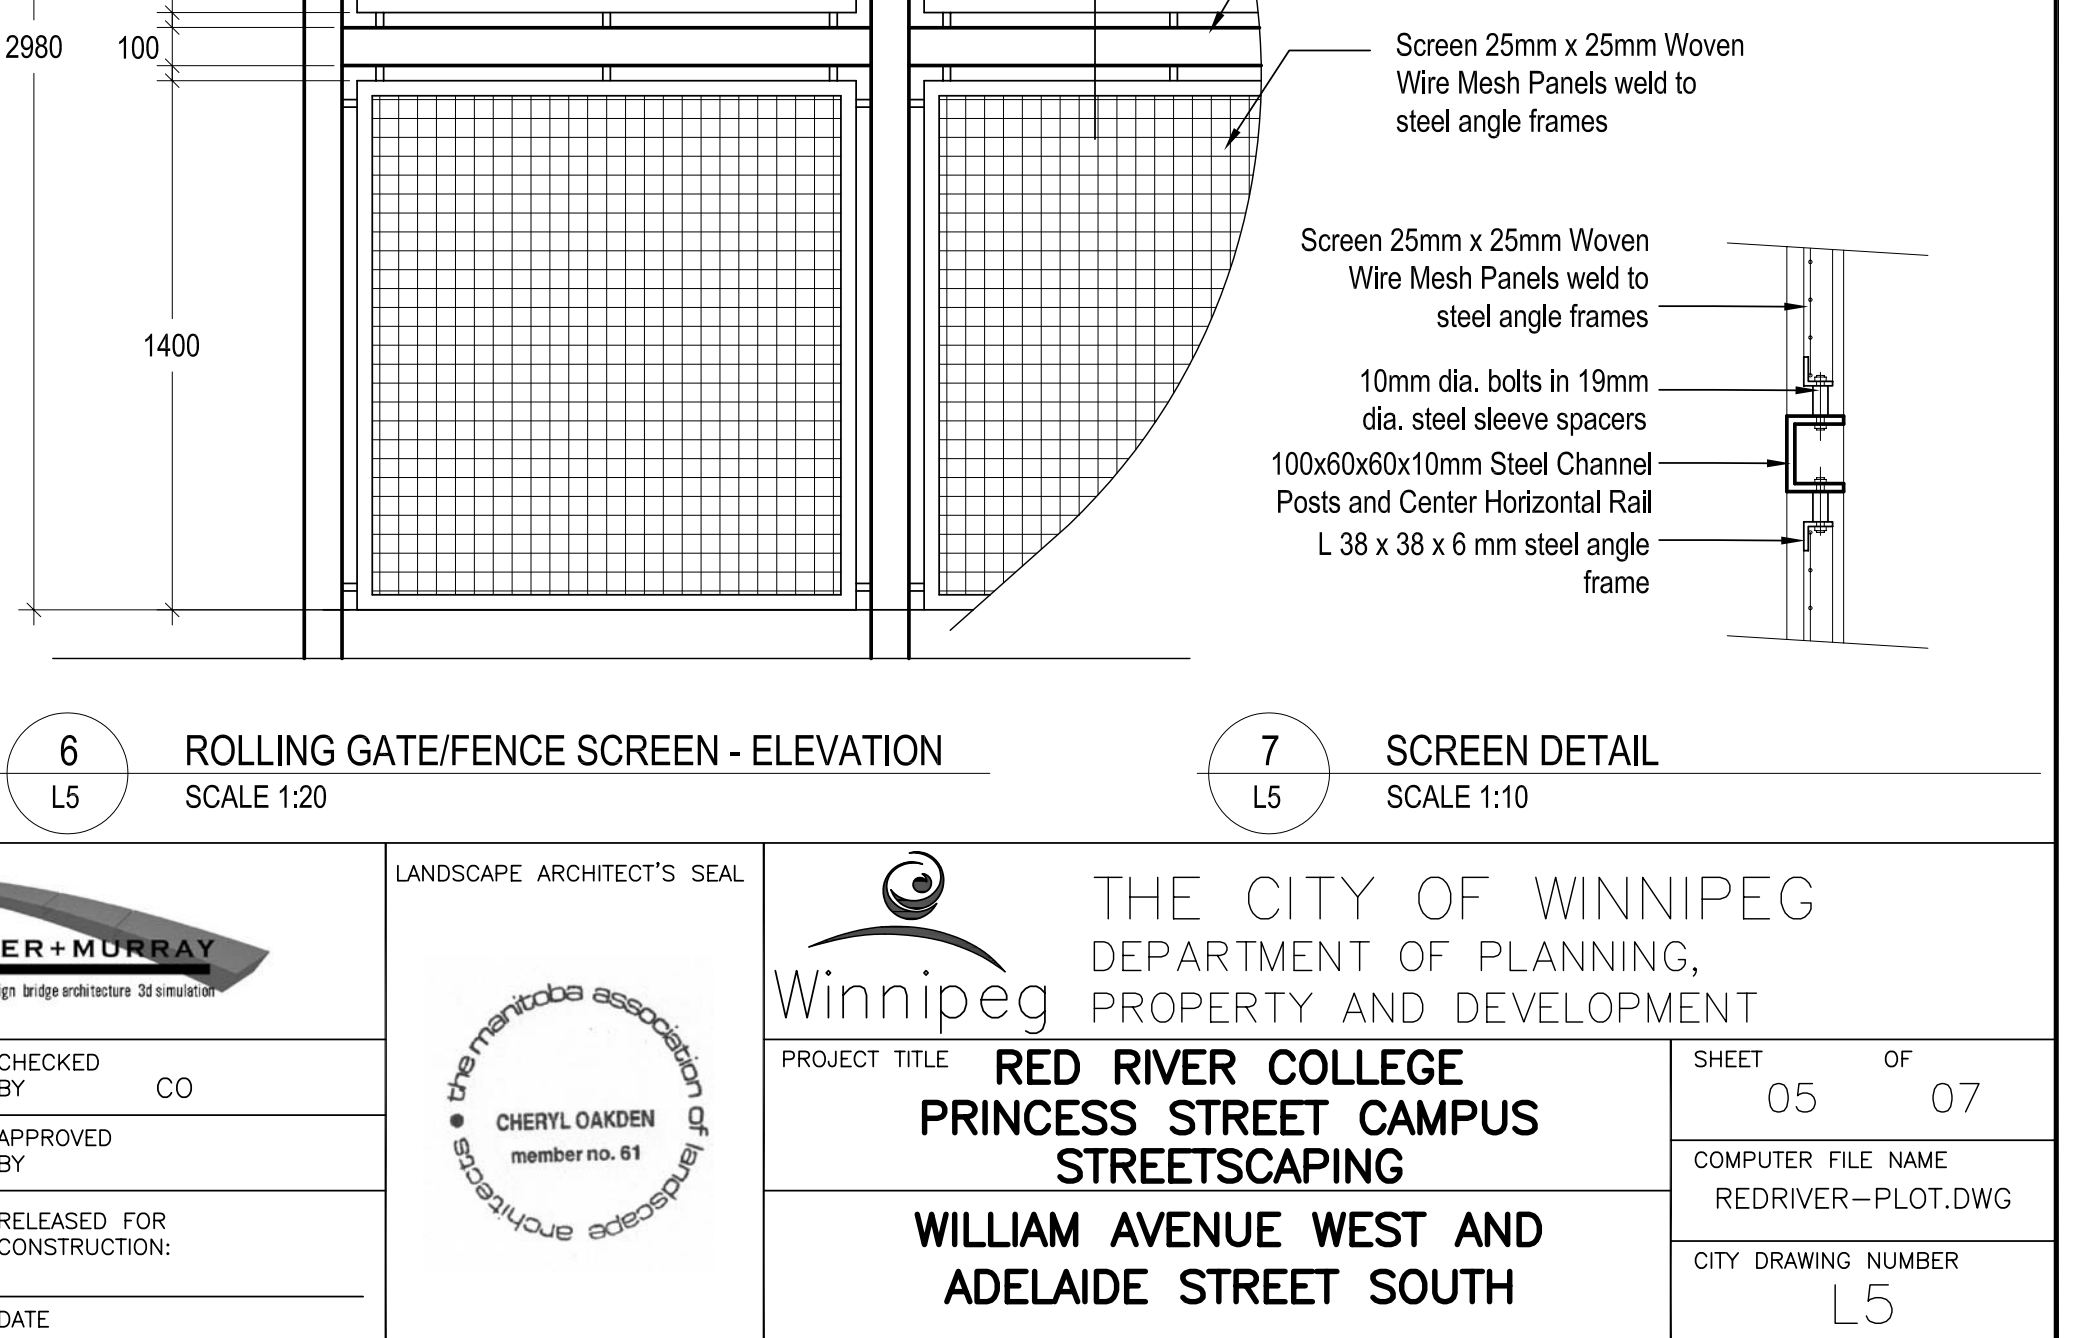 2980
100
1400
Screen 25mm x 25mm Woven
Wire Mesh Panels weld to
steel angle frames
Screen 25mm x 25mm Woven
Wire Mesh Panels weld to
steel angle frames
10mm dia. bolts in 19mm
dia. steel sleeve spacers
100x60x60x10mm Steel Channel
Posts and Center Horizontal Rail
L 38 x 38 x 6 mm steel angle
frame
6
L5
ROLLING GATE/FENCE SCREEN - ELEVATION
SCALE 1:20
7
L5
SCREEN DETAIL
SCALE 1:10
ER+MURRAY
ign bridge architecture 3d simulation
CHECKED
BY CO
APPROVED
BY
RELEASED FOR
CONSTRUCTION:
DATE
LANDSCAPE ARCHITECT'S SEAL
the manitoba association of landscape architects
CHERYL OAKDEN
member no. 61
Winnipeg
THE CITY OF WINNIPEG
DEPARTMENT OF PLANNING,
PROPERTY AND DEVELOPMENT
PROJECT TITLE
RED RIVER COLLEGE
PRINCESS STREET CAMPUS
STREETSCAPING
WILLIAM AVENUE WEST AND
ADELAIDE STREET SOUTH
SHEET OF
05 07
COMPUTER FILE NAME
REDRIVER-PLOT.DWG
CITY DRAWING NUMBER
L5